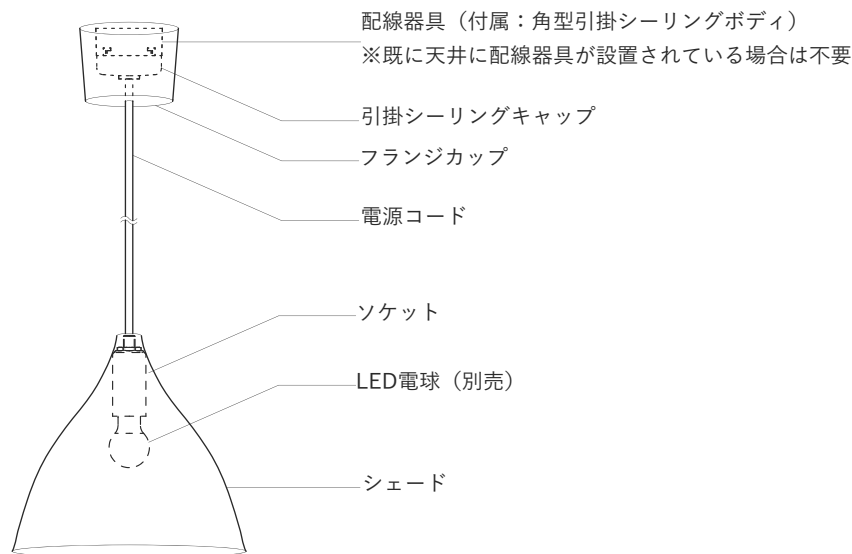 配線器具（付属：角型引掛シーリングボディ）
※既に天井に配線器具が設置されている場合は不要
引掛シーリングキャップ
フランジカップ
電源コード
ソケット
LED電球（別売）
シェード